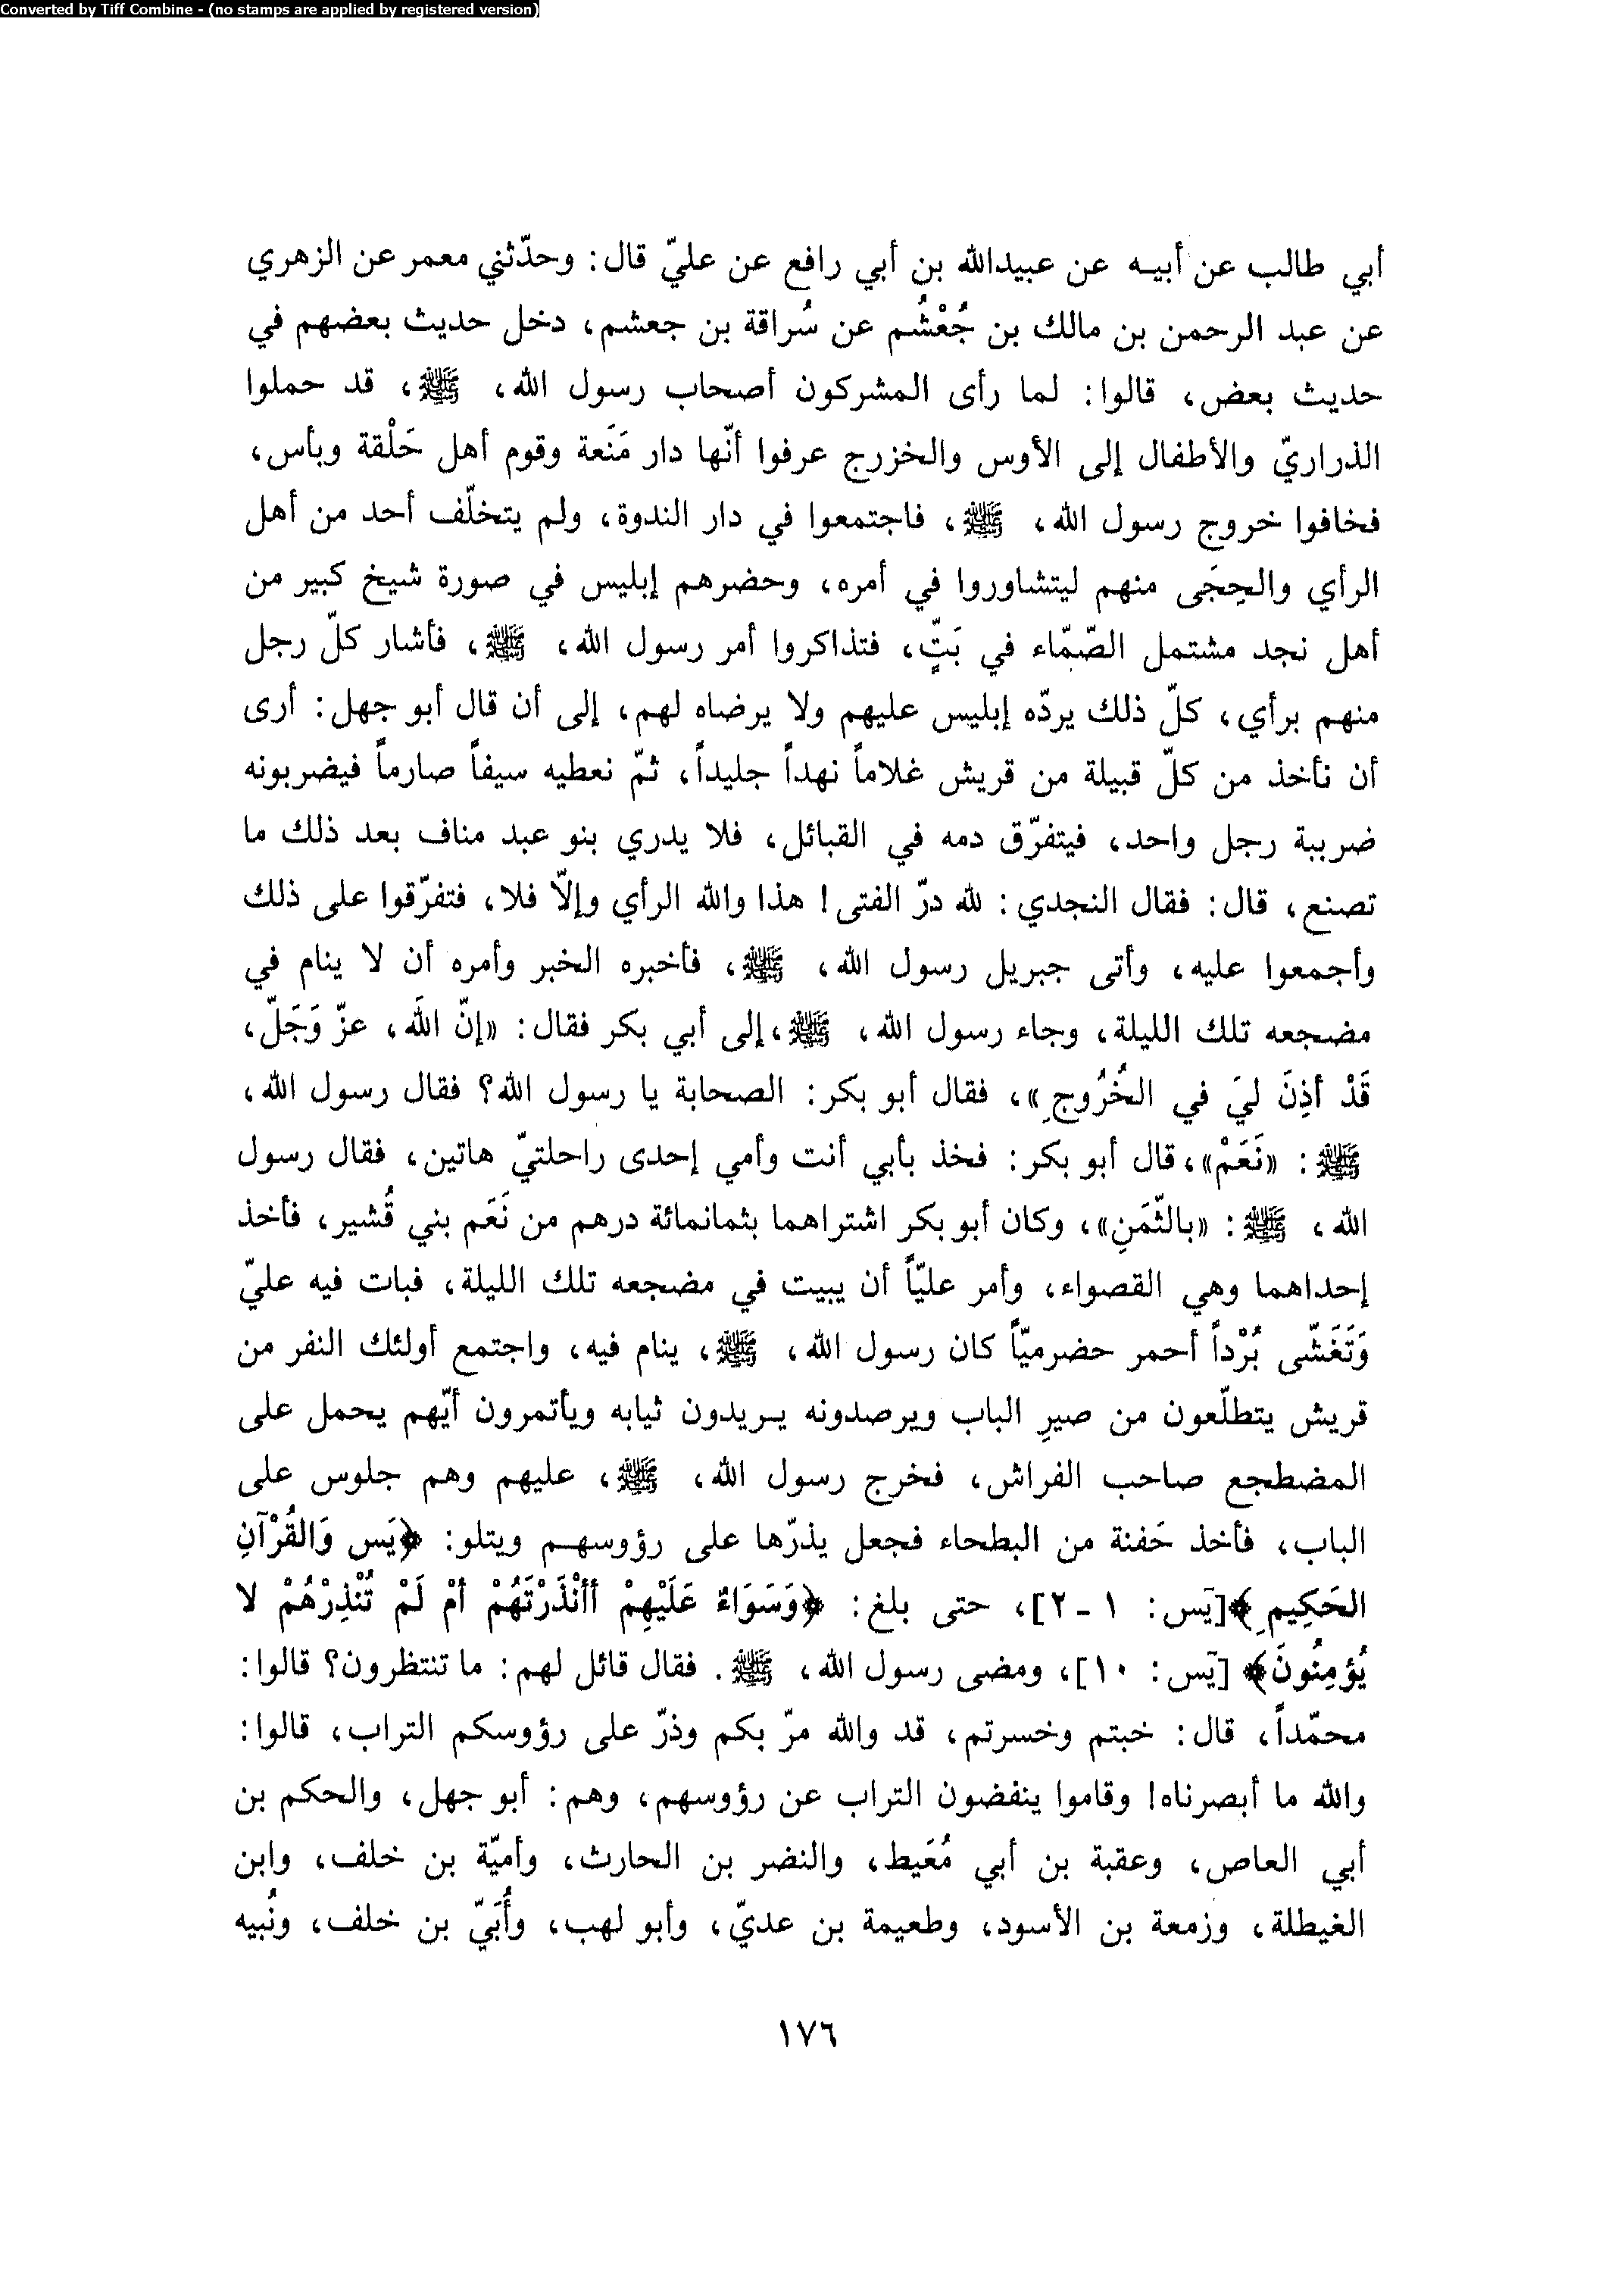 Converted by Tiff Combine - (no stamps are applied by registered version)
أبي طالب عن أبيه عن عبيدالله بن أبي رافع عن عليّ قال: وحدّثني معمر عن الزهري
عن عبد الرحمن بن مالك بن جُعْشُم عن سُراقة بن جعشم، دخل حديث بعضهم في
حديث بعض، قالوا: لما رأى المشركون أصحاب رسول الله، ﷺ، قد حملوا
الذراريّ والأطفال إلى الأوس والخزرج عرفوا أنّها دار مَنَعة وقوم أهل حَلْقة وبأس،
فخافوا خروج رسول الله، ﷺ، فاجتمعوا في دار الندوة، ولم يتخلّف أحد من أهل
الرأي والحِجَى منهم ليتشاوروا في أمره، وحضرهم إبليس في صورة شيخ كبير من
أهل نجد مشتمل الصّمّاء في بَتٍّ، فتذاكروا أمر رسول الله، ﷺ، فأشار كلّ رجل
منهم برأي، كلّ ذلك يردّه إبليس عليهم ولا يرضاه لهم، إلى أن قال أبو جهل: أرى
أن نأخذ من كلّ قبيلة من قريش غلاماً نهداً جليداً، ثمّ نعطيه سيفاً صارماً فيضربونه
ضربة رجل واحد، فيتفرّق دمه في القبائل، فلا يدري بنو عبد مناف بعد ذلك ما
تصنع، قال: فقال النجدي: لله درّ الفتى! هذا والله الرأي وإلّا فلا، فتفرّقوا على ذلك
وأجمعوا عليه، وأتى جبريل رسول الله، ﷺ، فأخبره الخبر وأمره أن لا ينام في
مضجعه تلك الليلة، وجاء رسول الله، ﷺ،إلى أبي بكر فقال: «إنّ اللهَ، عزّ وَجَلّ،
قَدْ أذِنَ ليَ في الخُرُوجِ»، فقال أبو بكر: الصحابة يا رسول الله؟ فقال رسول الله،
ﷺ: «نَعَمْ»،قال أبو بكر: فخذ بأبي أنت وأمي إحدى راحلتيّ هاتين، فقال رسول
الله، ﷺ: «بالثّمَنِ»، وكان أبو بكر اشتراهما بثمانمائة درهم من نَعَم بني قُشير، فأخذ
إحداهما وهي القصواء، وأمر عليّاً أن يبيت في مضجعه تلك الليلة، فبات فيه عليّ
وَتَغَشّى بُرْداً أحمر حضرميّاً كان رسول الله، ﷺ، ينام فيه، واجتمع أولئك النفر من
قريش يتطلّعون من صيرِ الباب ويرصدونه يريدون ثيابه ويأتمرون أيّهم يحمل على
المضطجع صاحب الفراش، فخرج رسول الله، ﷺ، عليهم وهم جلوس على
الباب، فأخذ حَفنة من البطحاء فجعل يذرّها على رؤوسهم ويتلو: ﴿يَس وَالقُرْآنِ
الحَكِيمِ﴾[يَس: ١ ـ ٢]، حتى بلغ: ﴿وَسَوَاءٌ عَلَيْهِمْ أأنْذَرْتَهُمْ أمْ لَمْ تُنْذِرْهُمْ لا
يُؤمِنُونَ﴾ [يَس: ١٠]، ومضى رسول الله، ﷺ. فقال قائل لهم: ما تنتظرون؟ قالوا:
محمّداً، قال: خبتم وخسرتم، قد والله مرّ بكم وذرّ على رؤوسكم التراب، قالوا:
والله ما أبصرناه! وقاموا ينفضون التراب عن رؤوسهم، وهم: أبو جهل، والحكم بن
أبي العاص، وعقبة بن أبي مُعَيط، والنضر بن الحارث، وأميّة بن خلف، وابن
الغيطلة، وزمعة بن الأسود، وطعيمة بن عديّ، وأبو لهب، وأُبَيّ بن خلف، ونُبيه
١٧٦